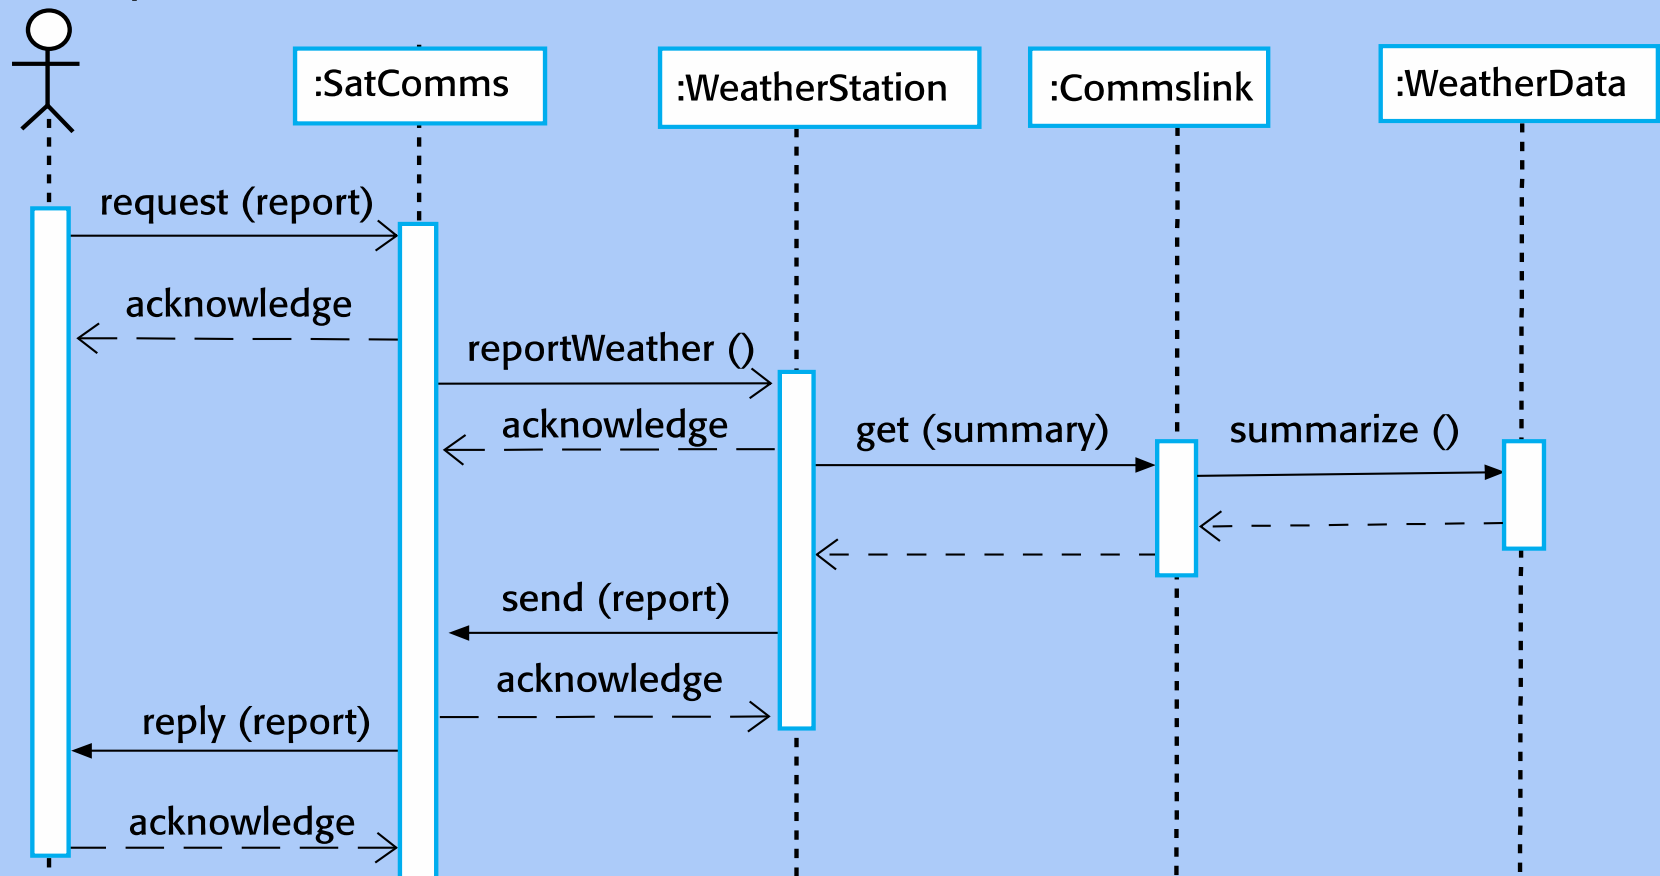 :SatComms
:WeatherStation
:Commslink
:WeatherData
request (report)
acknowledge
reportWeather ()
acknowledge
get (summary)
summarize ()
send (report)
acknowledge
reply (report)
acknowledge